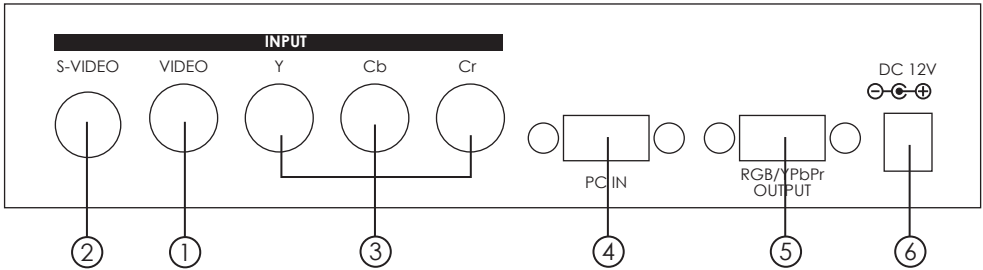 INPUT
S-VIDEO VIDEO Y Cb Cr
DC 12V
PC IN
RGB/YPbPr
OUTPUT
2 1 3 4 5 6